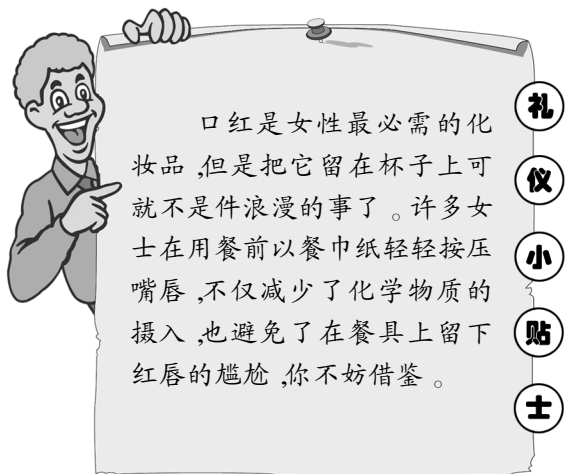 口红是女性最必需的化
妆品,但是把它留在杯子上可
就不是件浪漫的事了。许多女
士在用餐前以餐巾纸轻轻按压
嘴唇,不仅减少了化学物质的
摄入,也避免了在餐具上留下
红唇的尴尬,你不妨借鉴。
礼
仪
小
贴
士